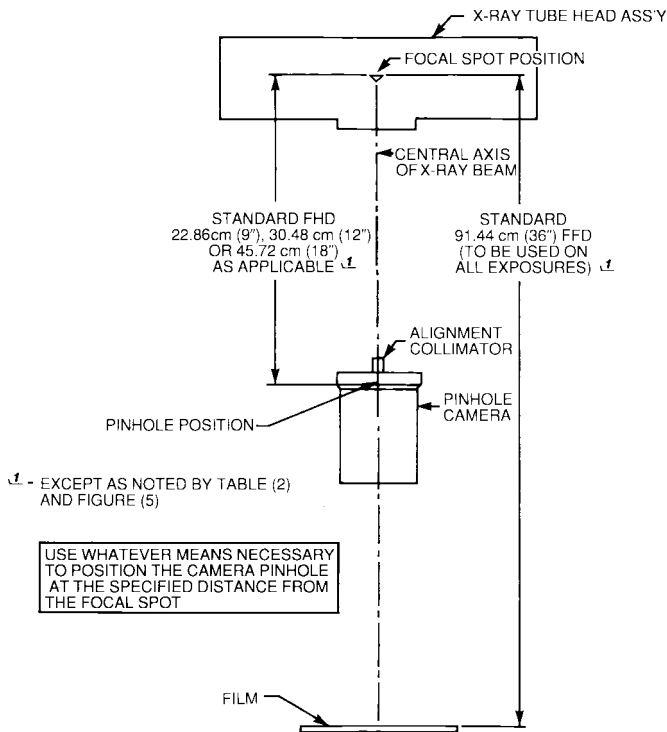 X-RAY TUBE HEAD ASS'Y
FOCAL SPOT POSITION
CENTRAL AXIS
OF X-RAY BEAM
STANDARD FHD
22.86cm (9"), 30.48 cm (12")
OR 45.72 cm (18")
AS APPLICABLE 1
STANDARD
91.44 cm (36") FFD
(TO BE USED ON
ALL EXPOSURES) 1
ALIGNMENT
COLLIMATOR
PINHOLE POSITION
PINHOLE
CAMERA
1 - EXCEPT AS NOTED BY TABLE (2)
AND FIGURE (5)
USE WHATEVER MEANS NECESSARY
TO POSITION THE CAMERA PINHOLE
AT THE SPECIFIED DISTANCE FROM
THE FOCAL SPOT
FILM